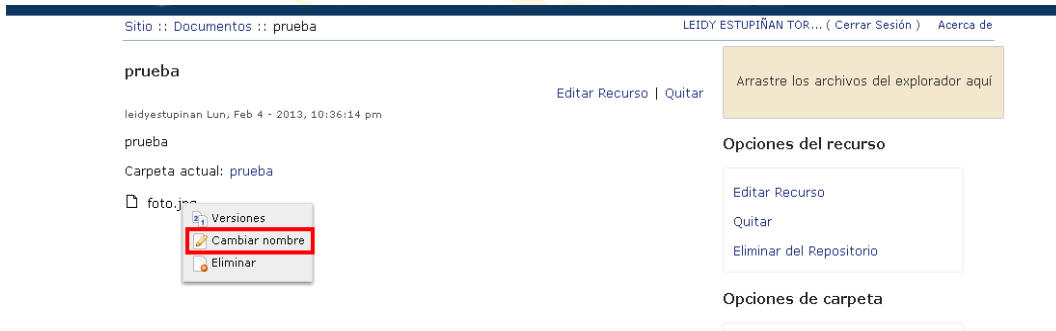 Sitio :: Documentos :: prueba
LEIDY ESTUPIÑAN TOR... ( Cerrar Sesión ) Acerca de
prueba
Editar Recurso | Quitar
leidyestupinan Lun, Feb 4 - 2013, 10:36:14 pm
prueba
Carpeta actual: prueba
foto.jpg
Versiones
Cambiar nombre
Eliminar
Arrastre los archivos del explorador aquí
Opciones del recurso
Editar Recurso
Quitar
Eliminar del Repositorio
Opciones de carpeta